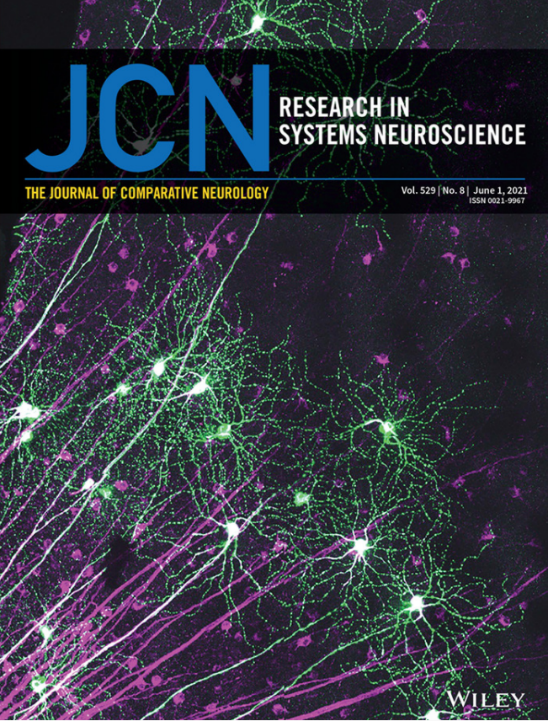 JCN
RESEARCH IN
SYSTEMS NEUROSCIENCE
THE JOURNAL OF COMPARATIVE NEUROLOGY
Vol. 529 | No. 8 | June 1, 2021
ISSN 0021-9967
WILEY